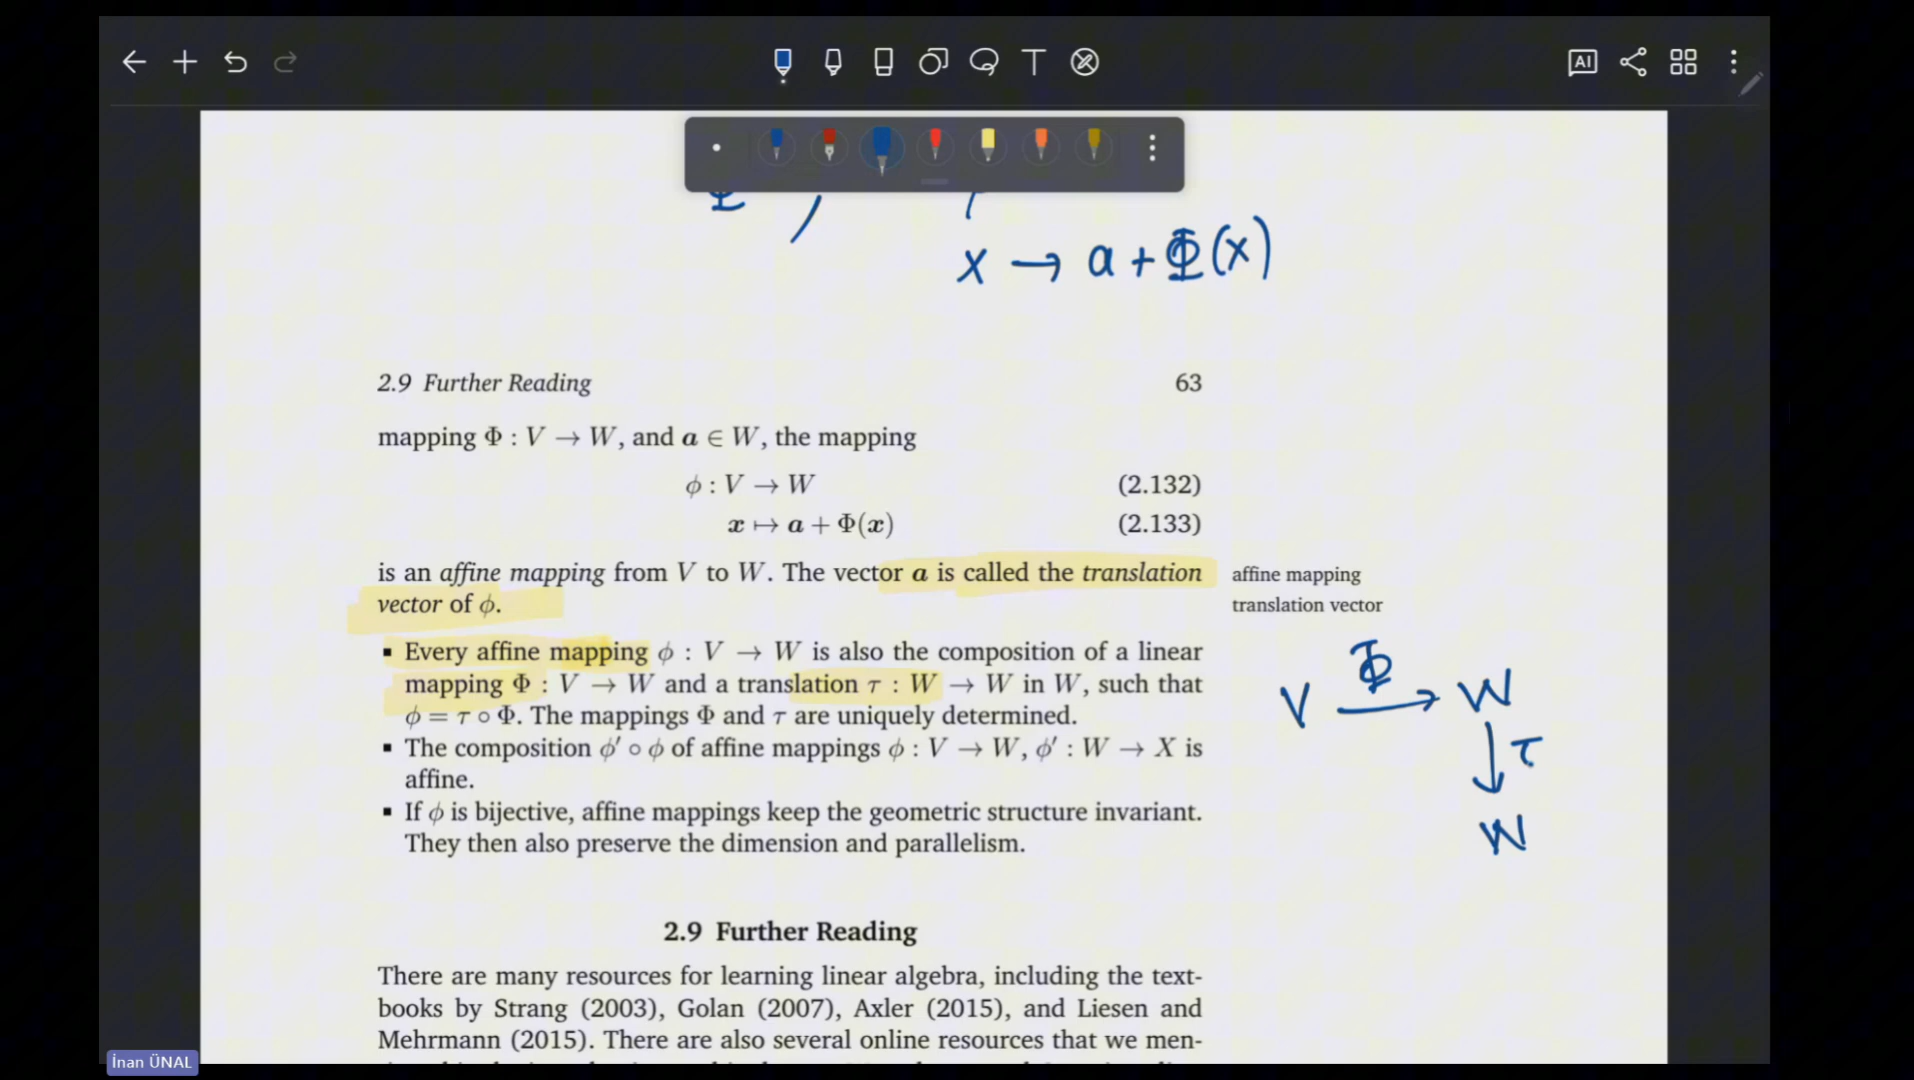 AI
Φ
x → a + Φ(x)
2.9 Further Reading 63
mapping Φ : V → W, and a ∈ W, the mapping
ϕ : V → W (2.132)
x ↦ a + Φ(x) (2.133)
is an affine mapping from V to W. The vector a is called the translation
vector of ϕ.
affine mapping
translation vector
▪ Every affine mapping ϕ : V → W is also the composition of a linear
mapping Φ : V → W and a translation τ : W → W in W, such that
ϕ = τ ∘ Φ. The mappings Φ and τ are uniquely determined.
▪ The composition ϕ′ ∘ ϕ of affine mappings ϕ : V → W, ϕ′ : W → X is
affine.
▪ If ϕ is bijective, affine mappings keep the geometric structure invariant.
They then also preserve the dimension and parallelism.
Φ
V → W
↓ τ
W
2.9 Further Reading
There are many resources for learning linear algebra, including the text-
books by Strang (2003), Golan (2007), Axler (2015), and Liesen and
Mehrmann (2015). There are also several online resources that we men-
İnan ÜNAL